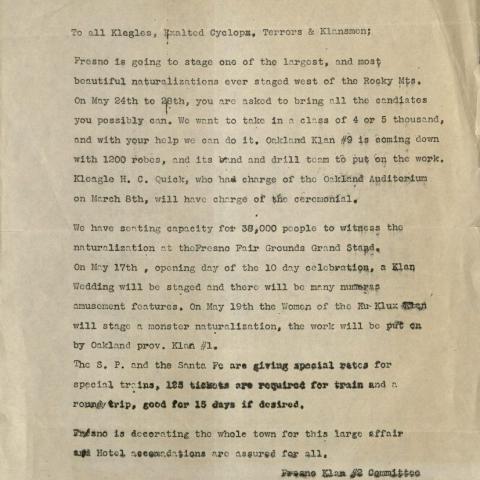 To all Klegles, Exalted Cyclops, Terrors & Klansmen;
Fresno is going to stage one of the largest, and most
beautiful naturalizations ever staged west of the Rocky Mts.
On May 24th to 28th, you are asked to bring all the candiates
you possibly can. We want to take in a class of 4 or 5 thousand,
and with your help we can do it. Oakland Klan #9 is coming down
with 1200 robes, and its band and drill team to put on the work.
Kleagle H. C. Quick, who had charge of the Oakland Auditorium
on March 8th, will have charge of the ceremonial.
We have seating capacity for 38,000 people to witness the
naturalization at theFresno Fair Grounds Grand Stand.
On May 17th , opening day of the 10 day celebration, a Klan
Wedding will be staged and there will be many numeras
amusement features. On May 19th the Women of the Ku-Klux Klan
will stage a monster naturalization, the work will be put on
by Oakland prov. Klan #1.
The S. P. and the Santa Fe are giving special rates for
special trains, 125 tickets are required for train and a
round trip, good for 15 days if desired.
Fresno is decorating the whole town for this large affair
and Hotel accomadations are assured for all.
Fresno Klan #2 Committee